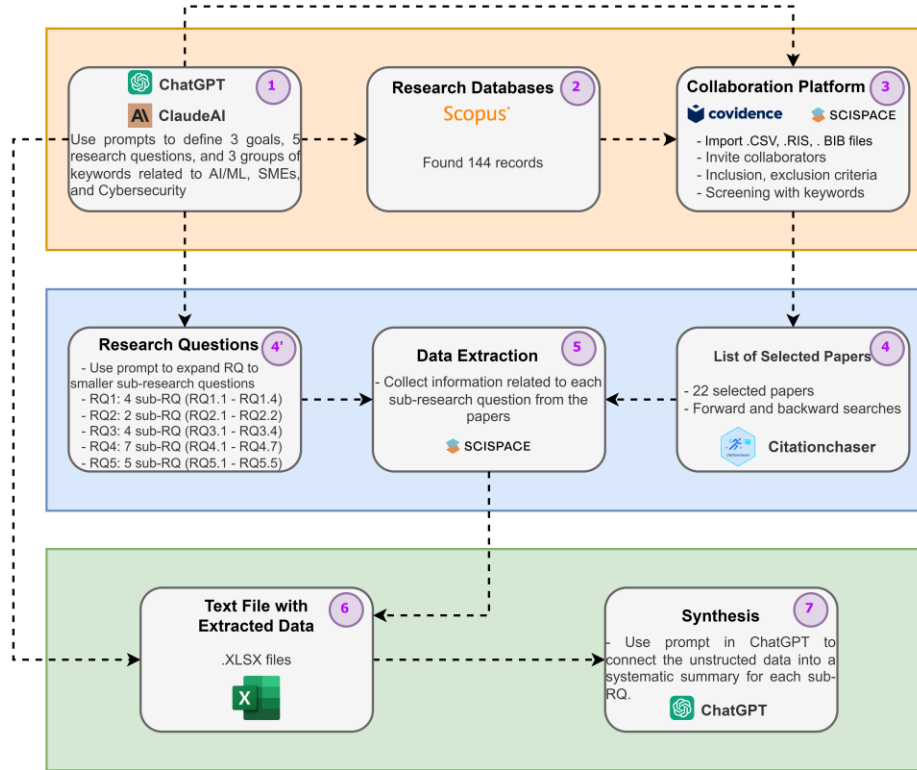 ChatGPT
1
ClaudeAI
Use prompts to define 3 goals, 5
research questions, and 3 groups of
keywords related to AI/ML, SMEs,
and Cybersecurity
Research Databases
2
Scopus
Found 144 records
Collaboration Platform
3
covidence
SCISPACE
- Import .CSV, .RIS, . BIB files
- Invite collaborators
- Inclusion, exclusion criteria
- Screening with keywords
Research Questions
4'
- Use prompt to expand RQ to
smaller sub-research questions
- RQ1: 4 sub-RQ (RQ1.1 - RQ1.4)
- RQ2: 2 sub-RQ (RQ2.1 - RQ2.2)
- RQ3: 4 sub-RQ (RQ3.1 - RQ3.4)
- RQ4: 7 sub-RQ (RQ4.1 - RQ4.7)
- RQ5: 5 sub-RQ (RQ5.1 - RQ5.5)
Data Extraction
5
- Collect information related to each
sub-research question from the
papers
SCISPACE
4
List of Selected Papers
- 22 selected papers
- Forward and backward searches
Citationchaser
Text File with
Extracted Data
6
.XLSX files
X
Synthesis
7
- Use prompt in ChatGPT to
connect the unstructed data into a
systematic summary for each sub-
RQ.
ChatGPT